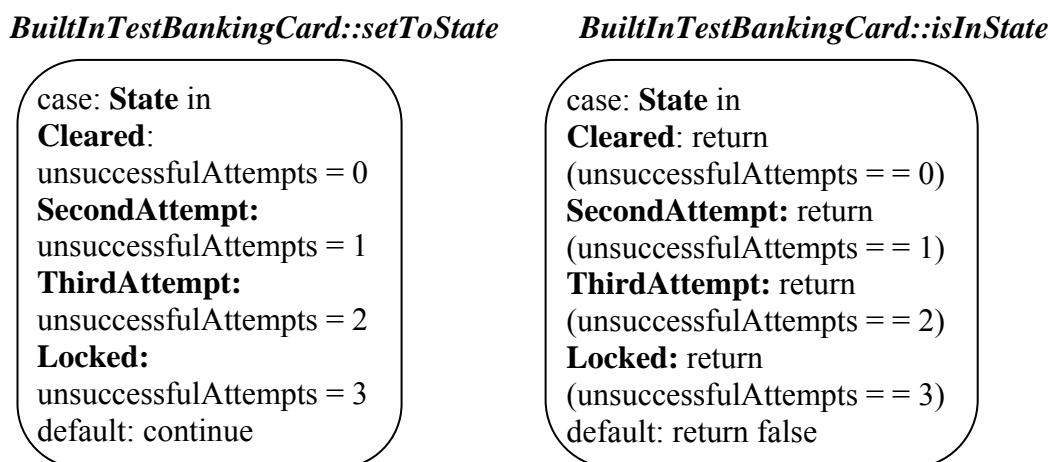 BuiltInTestBankingCard::setToState
case: State in
Cleared:
unsuccessfulAttempts = 0
SecondAttempt:
unsuccessfulAttempts = 1
ThirdAttempt:
unsuccessfulAttempts = 2
Locked:
unsuccessfulAttempts = 3
default: continue
BuiltInTestBankingCard::isInState
case: State in
Cleared: return
(unsuccessfulAttempts = = 0)
SecondAttempt: return
(unsuccessfulAttempts = = 1)
ThirdAttempt: return
(unsuccessfulAttempts = = 2)
Locked: return
(unsuccessfulAttempts = = 3)
default: return false